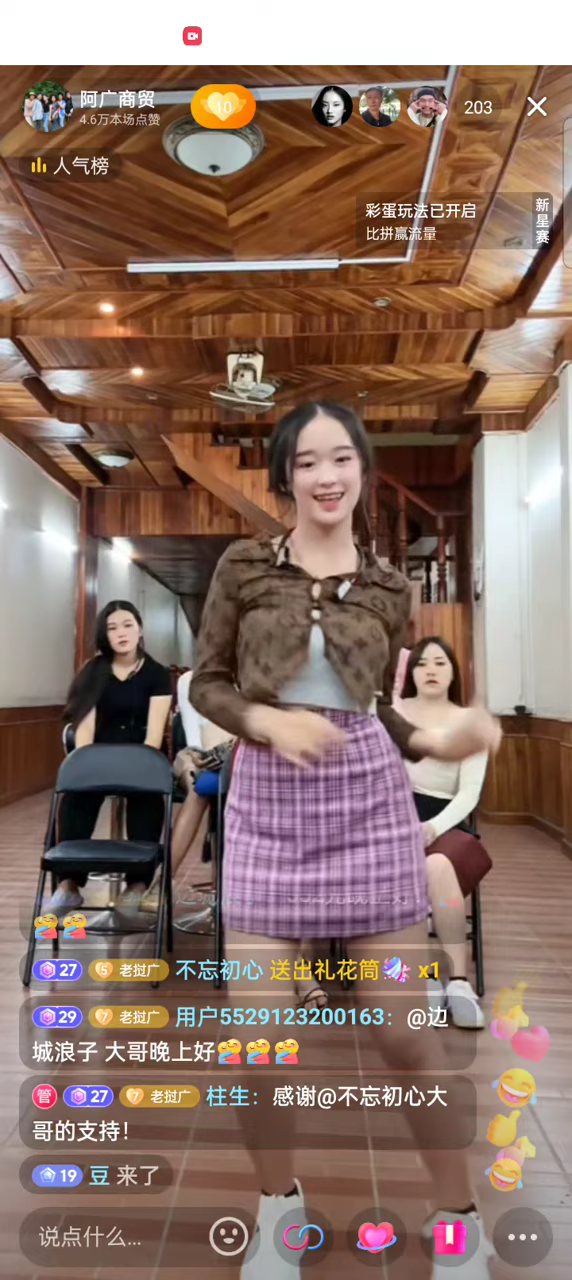 阿广商贸
4.6万本场点赞
10
203
人气榜
彩蛋玩法已开启
比拼赢流量
新星赛
27 5 老挝广 不忘初心 送出礼花筒 x1
29 7 老挝广 用户5529123200163：@边
城浪子 大哥晚上好
管 27 7 老挝广 柱生：感谢@不忘初心大
哥的支持！
19 豆 来了
说点什么...